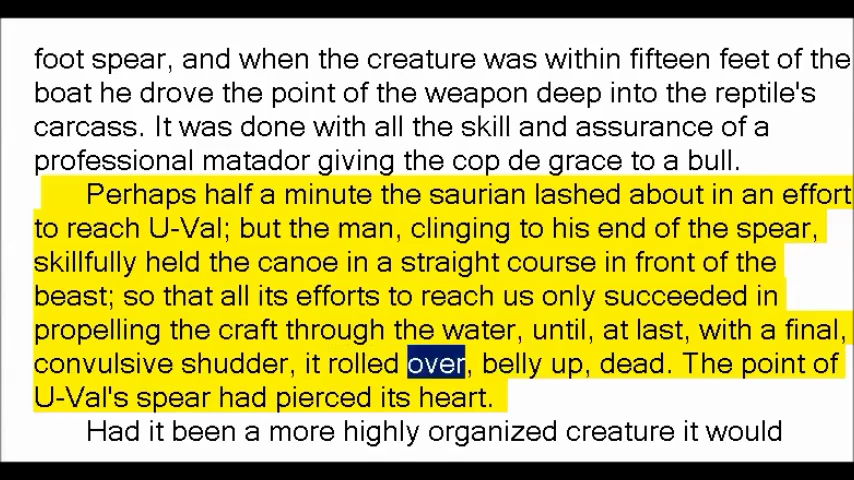 foot spear, and when the creature was within fifteen feet of the
boat he drove the point of the weapon deep into the reptile's
carcass. It was done with all the skill and assurance of a
professional matador giving the cop de grace to a bull.
Perhaps half a minute the saurian lashed about in an effort
to reach U-Val; but the man, clinging to his end of the spear,
skillfully held the canoe in a straight course in front of the
beast; so that all its efforts to reach us only succeeded in
propelling the craft through the water, until, at last, with a final,
convulsive shudder, it rolled over, belly up, dead. The point of
U-Val's spear had pierced its heart.
Had it been a more highly organized creature it would